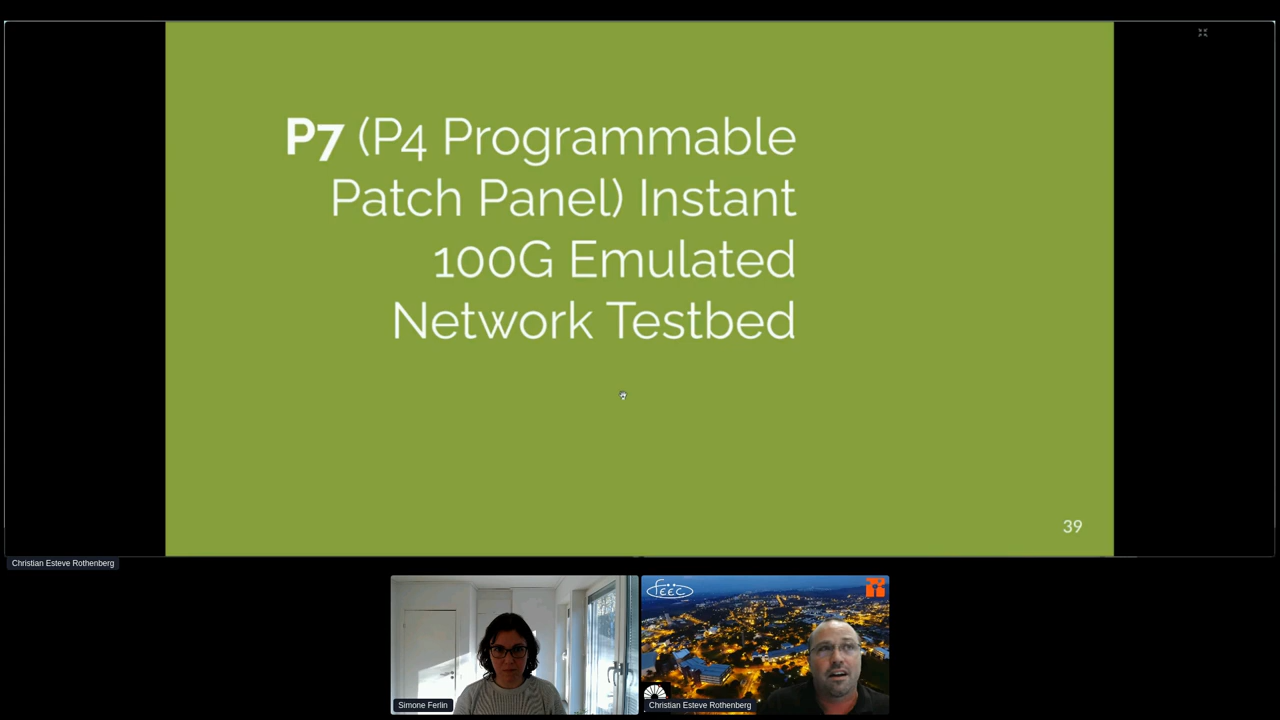 P7 (P4 Programmable
Patch Panel) Instant
100G Emulated
Network Testbed
39
Christian Esteve Rothenberg
FEEC
Simone Ferlin
Christian Esteve Rothenberg